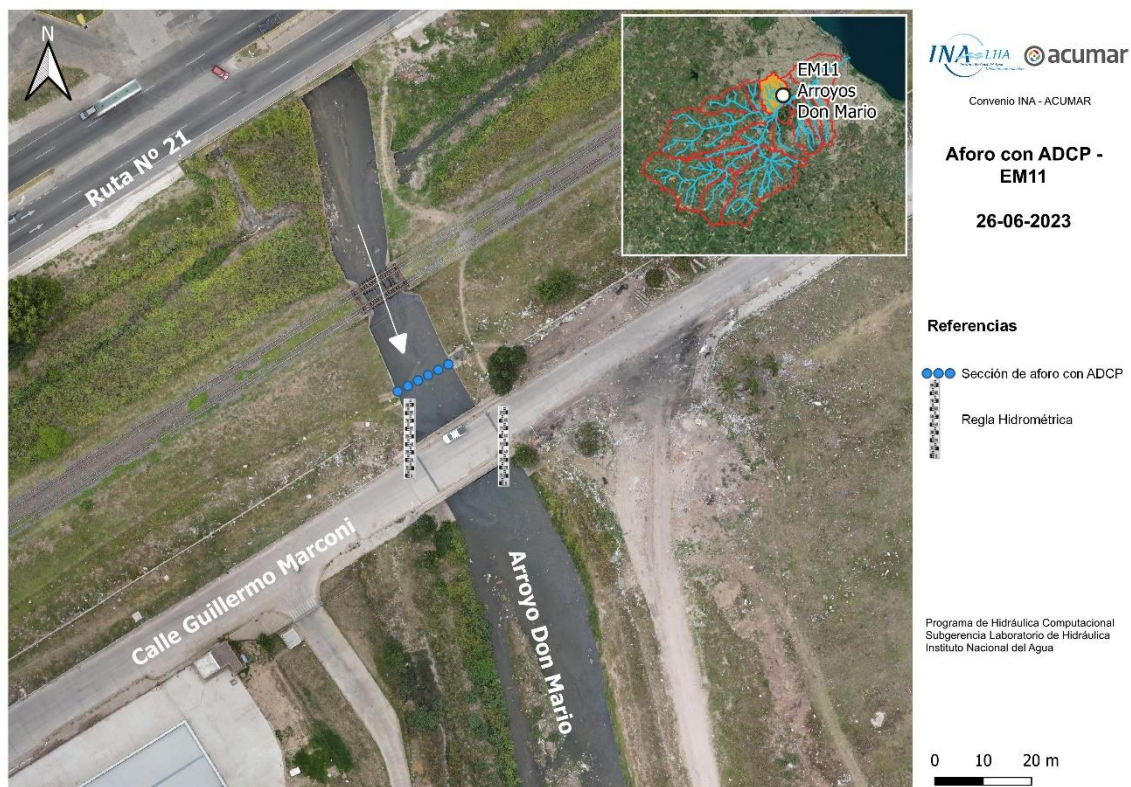 N
Ruta Nº 21
EM11
Arroyos
Don Mario
Calle Guillermo Marconi
Arroyo Don Mario
INA
LHA
acumar
Convenio INA - ACUMAR
Aforo con ADCP -
EM11
26-06-2023
Referencias
Sección de aforo con ADCP
Regla Hidrométrica
Programa de Hidráulica Computacional
Subgerencia Laboratorio de Hidráulica
Instituto Nacional del Agua
0 10 20 m